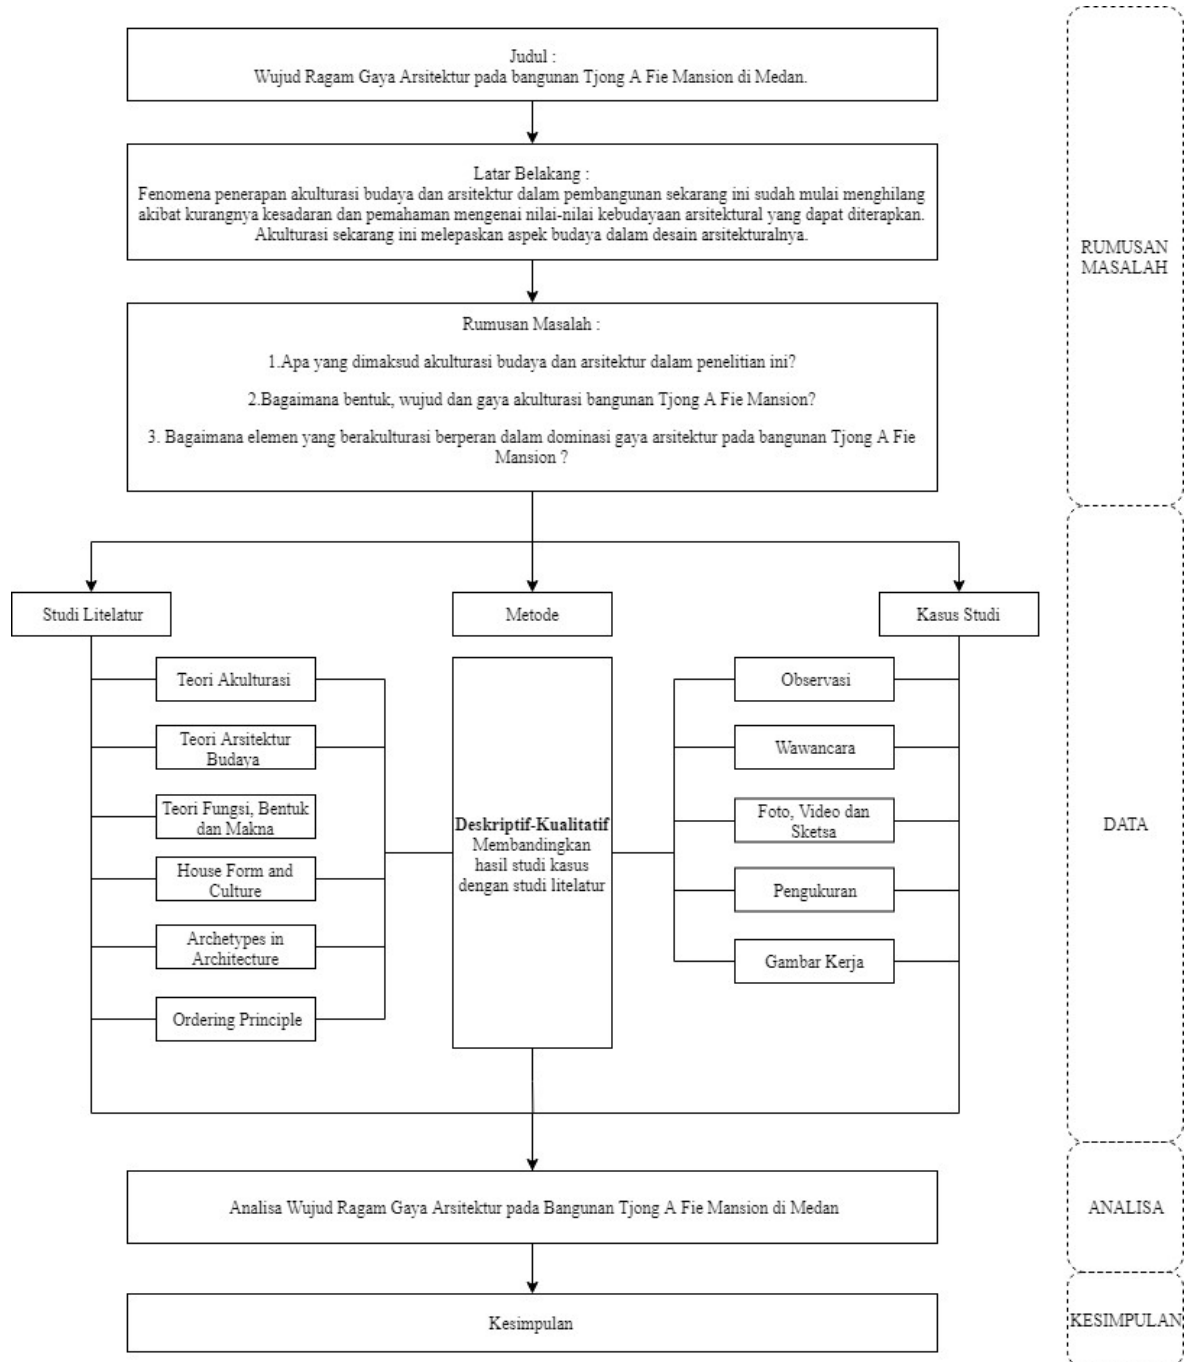 Judul :
Wujud Ragam Gaya Arsitektur pada bangunan Tjong A Fie Mansion di Medan.
Latar Belakang :
Fenomena penerapan akulturasi budaya dan arsitektur dalam pembangunan sekarang ini sudah mulai menghilang
akibat kurangnya kesadaran dan pemahaman mengenai nilai-nilai kebudayaan arsitektural yang dapat diterapkan.
Akulturasi sekarang ini melepaskan aspek budaya dalam desain arsitekturalnya.
Rumusan Masalah :
1.Apa yang dimaksud akulturasi budaya dan arsitektur dalam penelitian ini?
2.Bagaimana bentuk, wujud dan gaya akulturasi bangunan Tjong A Fie Mansion?
3. Bagaimana elemen yang berakulturasi berperan dalam dominasi gaya arsitektur pada bangunan Tjong A Fie
Mansion ?
RUMUSAN
MASALAH
Studi Litelatur
Teori Akulturasi
Teori Arsitektur
Budaya
Teori Fungsi, Bentuk
dan Makna
House Form and
Culture
Archetypes in
Architecture
Ordering Principle
Metode
Deskriptif-Kualitatif
Membandingkan
hasil studi kasus
dengan studi litelatur
Kasus Studi
Observasi
Wawancara
Foto, Video dan
Sketsa
Pengukuran
Gambar Kerja
DATA
Analisa Wujud Ragam Gaya Arsitektur pada Bangunan Tjong A Fie Mansion di Medan
ANALISA
Kesimpulan
KESIMPULAN